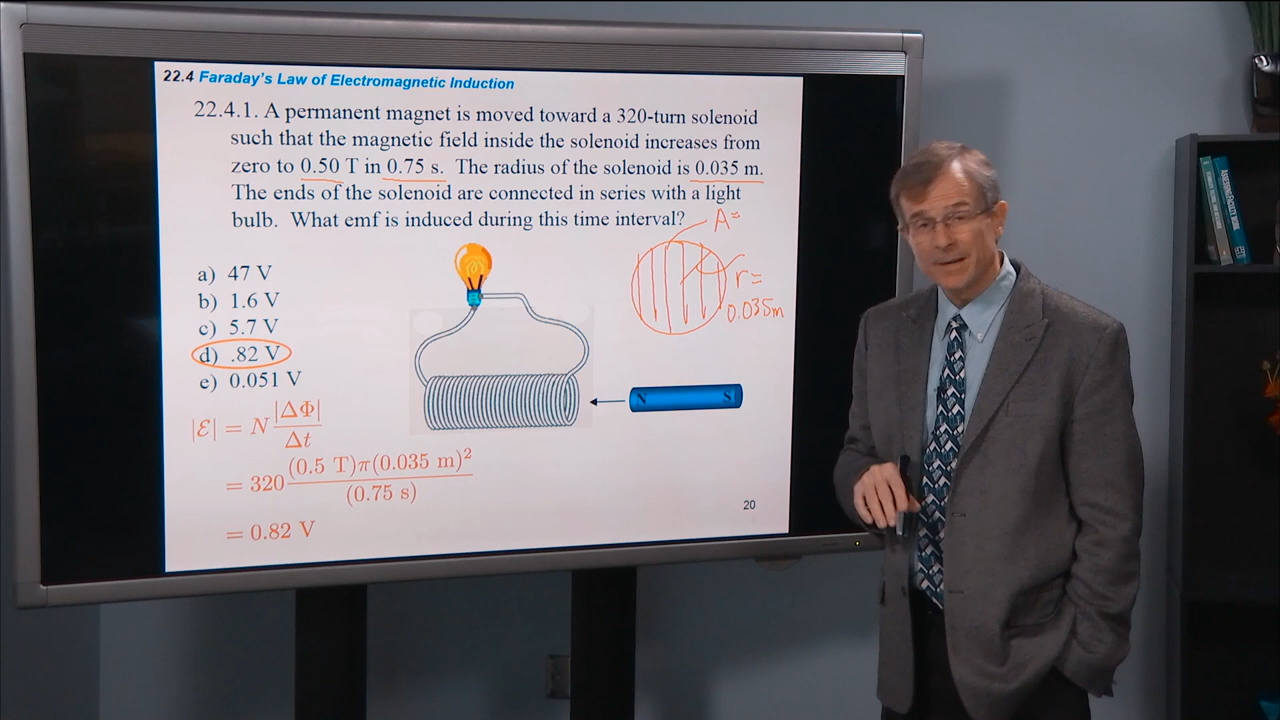 22.4 Faraday's Law of Electromagnetic Induction
22.4.1. A permanent magnet is moved toward a 320-turn solenoid
such that the magnetic field inside the solenoid increases from
zero to 0.50 T in 0.75 s. The radius of the solenoid is 0.035 m.
The ends of the solenoid are connected in series with a light
bulb. What emf is induced during this time interval?
A=
r=
0.035m
a) 47 V
b) 1.6 V
c) 5.7 V
d) .82 V
e) 0.051 V
N S
|ℰ| = N |ΔΦ| / Δt
= 320 (0.5 T)π(0.035 m)² / (0.75 s)
= 0.82 V
20